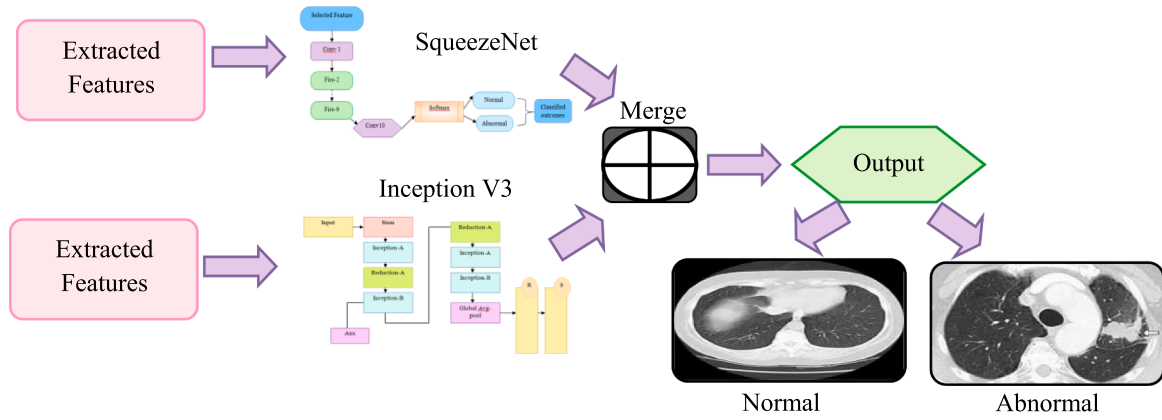 Extracted
Features
Selected Feature
Conv 1
Fire-2
Fire-9
Conv10
Softmax
Normal
Abnormal
Classified
outcomes
SqueezeNet
Merge
Output
Inception V3
Extracted
Features
Input
Stem
Inception-A
Reduction-A
Inception-B
Aux
Reduction-A
Inception-A
Inception-B
Global Avg.
pool
R
S
Normal
Abnormal